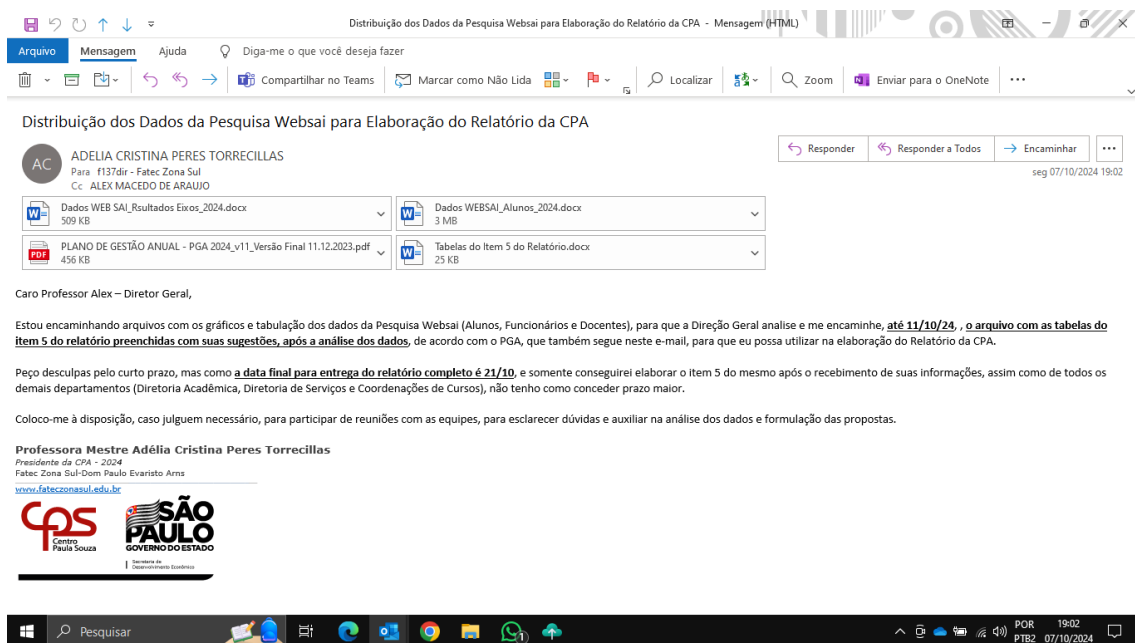 Distribuição dos Dados da Pesquisa Websai para Elaboração do Relatório da CPA - Mensagem (HTML)
Arquivo Mensagem Ajuda Diga-me o que você deseja fazer
Compartilhar no Teams Marcar como Não Lida Localizar Zoom Enviar para o OneNote
Distribuição dos Dados da Pesquisa Websai para Elaboração do Relatório da CPA
AC
ADELIA CRISTINA PERES TORRECILLAS
Para f137dir - Fatec Zona Sul
Cc ALEX MACEDO DE ARAUJO
Responder Responder a Todos Encaminhar
seg 07/10/2024 19:02
Dados WEB SAI_Rsultados Eixos_2024.docx
509 KB
Dados WEBSAI_Alunos_2024.docx
3 MB
PLANO DE GESTÃO ANUAL - PGA 2024_v11_Versão Final 11.12.2023.pdf
456 KB
Tabelas do Item 5 do Relatório.docx
25 KB
Caro Professor Alex – Diretor Geral,
Estou encaminhando arquivos com os gráficos e tabulação dos dados da Pesquisa Websai (Alunos, Funcionários e Docentes), para que a Direção Geral analise e me encaminhe, até 11/10/24, , o arquivo com as tabelas do
item 5 do relatório preenchidas com suas sugestões, após a análise dos dados, de acordo com o PGA, que também segue neste e-mail, para que eu possa utilizar na elaboração do Relatório da CPA.
Peço desculpas pelo curto prazo, mas como a data final para entrega do relatório completo é 21/10, e somente conseguirei elaborar o item 5 do mesmo após o recebimento de suas informações, assim como de todos os
demais departamentos (Diretoria Acadêmica, Diretoria de Serviços e Coordenações de Cursos), não tenho como conceder prazo maior.
Coloco-me à disposição, caso julguem necessário, para participar de reuniões com as equipes, para esclarecer dúvidas e auxiliar na análise dos dados e formulação das propostas.
Professora Mestre Adélia Cristina Peres Torrecillas
Presidente da CPA - 2024
Fatec Zona Sul-Dom Paulo Evaristo Arns
www.fateczonasul.edu.br
CPS
Centro
Paula Souza
SÃO
PAULO
GOVERNO DO ESTADO
Secretaria de
Desenvolvimento Econômico
Pesquisar
POR
PTB2
19:02
07/10/2024